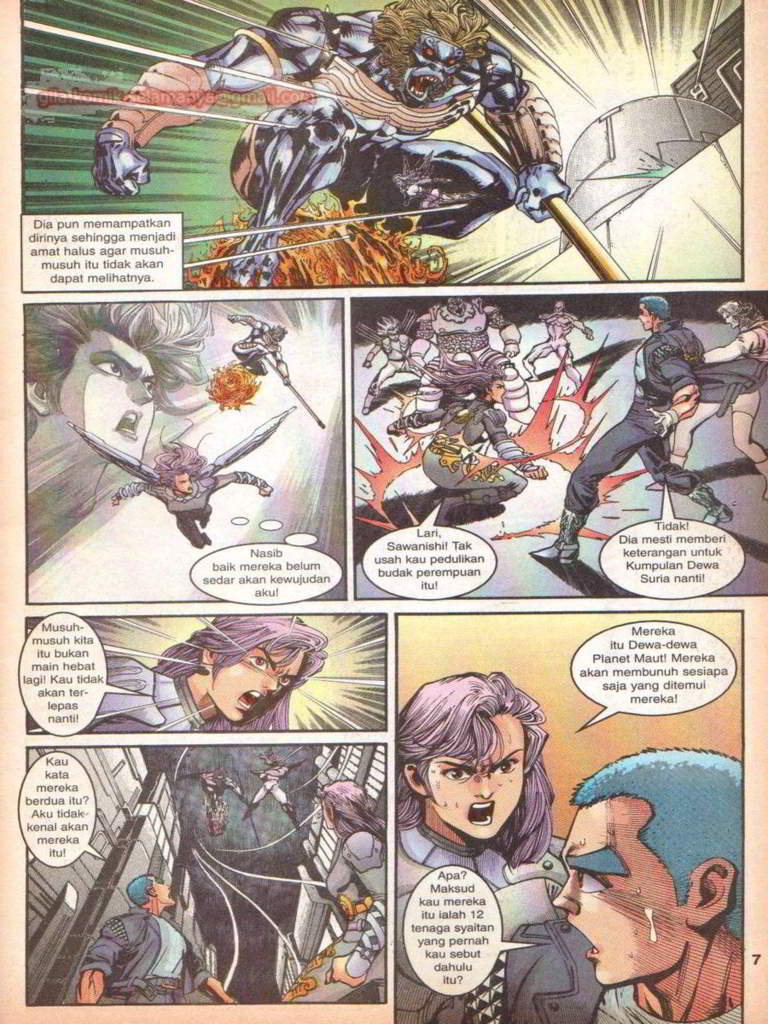 Dia pun memampatkan
dirinya sehingga menjadi
amat halus agar musuh-
musuh itu tidak akan
dapat melihatnya.
Nasib
baik mereka belum
sedar akan kewujudan
aku!
Lari,
Sawanishi! Tak
usah kau pedulikan
budak perempuan
itu!
Tidak!
Dia mesti memberi
keterangan untuk
Kumpulan Dewa
Suria nanti!
Musuh-
musuh kita
itu bukan
main hebat
lagi! Kau tidak
akan ter-
lepas
nanti!
Kau
kata
mereka
berdua itu?
Aku tidak-
kenal akan
mereka
itu!
Mereka
itu Dewa-dewa
Planet Maut! Mereka
akan membunuh sesiapa
saja yang ditemui
mereka!
Apa?
Maksud
kau mereka
itu ialah 12
tenaga syaitan
yang pernah
kau sebut
dahulu
itu?
7